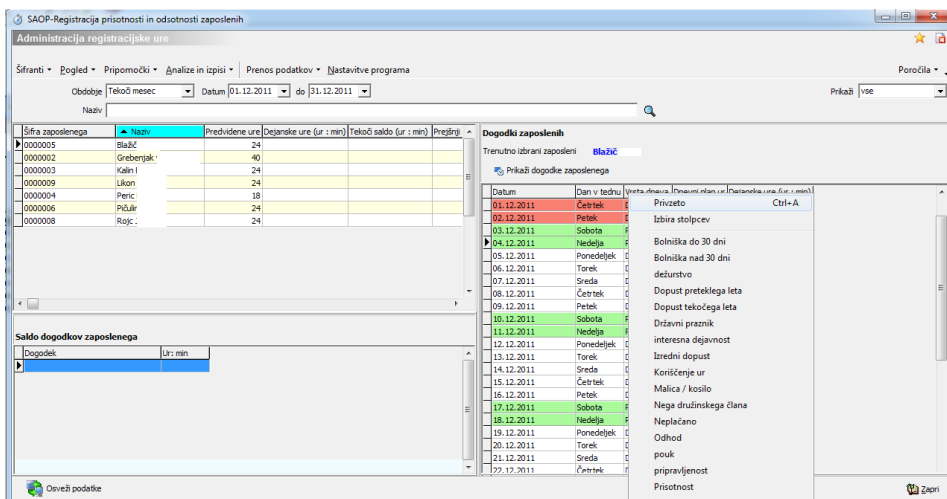 SAOP-Registracija prisotnosti in odsotnosti zaposlenih
Administracija registracijske ure
Šifranti Pogled Pripomočki Analize in izpisi Prenos podatkov Nastavitve programa Poročila
Obdobje Tekoči mesec Datum 01.12.2011 do 31.12.2011 Prikaži vse
Naziv
Šifra zaposlenega Naziv Predvidene ure Dejanske ure (ur : min) Tekoči saldo (ur : min) Prejšnji
0000005 Blažič 24
0000002 Grebenjak 40
0000003 Kalin 24
0000009 Likon 24
0000004 Peric 18
0000006 Pičulin 24
0000008 Rojc 24
Saldo dogodkov zaposlenega
Dogodek Ur: min
Dogodki zaposlenih
Trenutno izbrani zaposleni Blažič
Prikaži dogodke zaposlenega
Datum Dan v tednu Vrsta dneva Dnevni plan ur Dejanske ure (ur : min)
01.12.2011 Četrtek D
02.12.2011 Petek D
03.12.2011 Sobota P
04.12.2011 Nedelja P
05.12.2011 Ponedeljek D
06.12.2011 Torek D
07.12.2011 Sreda D
08.12.2011 Četrtek D
09.12.2011 Petek D
10.12.2011 Sobota P
11.12.2011 Nedelja P
12.12.2011 Ponedeljek D
13.12.2011 Torek D
14.12.2011 Sreda D
15.12.2011 Četrtek D
16.12.2011 Petek D
17.12.2011 Sobota P
18.12.2011 Nedelja P
19.12.2011 Ponedeljek D
20.12.2011 Torek D
21.12.2011 Sreda D
22.12.2011 Četrtek D
Privzeto Ctrl+A
Izbira stolpcev
Bolniška do 30 dni
Bolniška nad 30 dni
dežurstvo
Dopust preteklega leta
Dopust tekočega leta
Državni praznik
interesna dejavnost
Izredni dopust
Koriščenje ur
Malica / kosilo
Nega družinskega člana
Neplačano
Odhod
pouk
pripravljenost
Prisotnost
Osveži podatke
Zapri